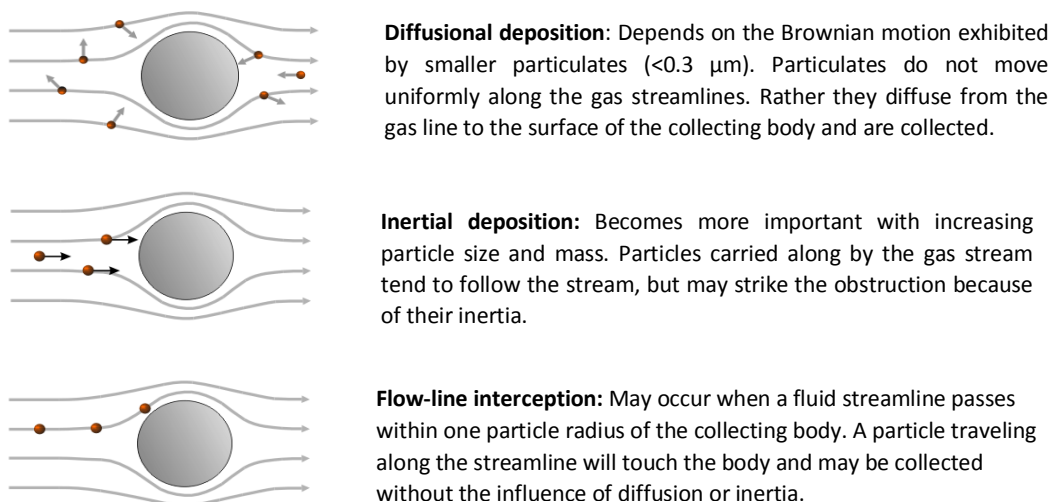 Diffusional deposition: Depends on the Brownian motion exhibited
by smaller particulates (<0.3 µm). Particulates do not move
uniformly along the gas streamlines. Rather they diffuse from the
gas line to the surface of the collecting body and are collected.
Inertial deposition: Becomes more important with increasing
particle size and mass. Particles carried along by the gas stream
tend to follow the stream, but may strike the obstruction because
of their inertia.
Flow-line interception: May occur when a fluid streamline passes
within one particle radius of the collecting body. A particle traveling
along the streamline will touch the body and may be collected
without the influence of diffusion or inertia.